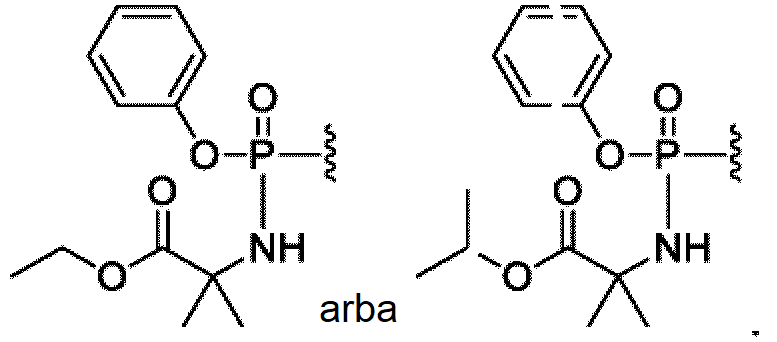 O O
O P O P
O O
NH NH
O O
arba